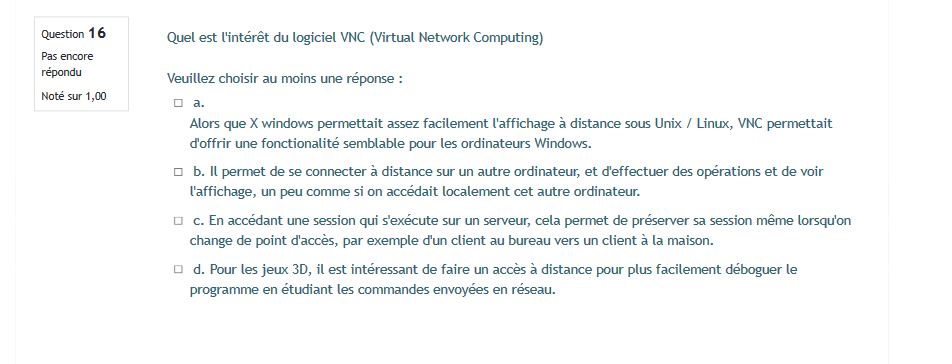 Question 16
Pas encore
répondu
Noté sur 1,00
Quel est l'intérêt du logiciel VNC (Virtual Network Computing)
Veuillez choisir au moins une réponse :
a.
Alors que X windows permettait assez facilement l'affichage à distance sous Unix / Linux, VNC permettait
d'offrir une fonctionalité semblable pour les ordinateurs Windows.
b. Il permet de se connecter à distance sur un autre ordinateur, et d'effectuer des opérations et de voir
l'affichage, un peu comme si on accédait localement cet autre ordinateur.
c. En accédant une session qui s'exécute sur un serveur, cela permet de préserver sa session même lorsqu'on
change de point d'accès, par exemple d'un client au bureau vers un client à la maison.
d. Pour les jeux 3D, il est intéressant de faire un accès à distance pour plus facilement déboguer le
programme en étudiant les commandes envoyées en réseau.